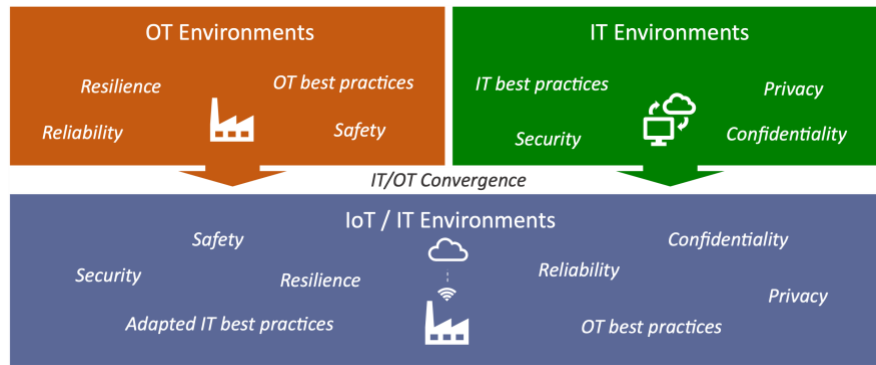 OT Environments
Resilience
OT best practices
Reliability
Safety
IT Environments
IT best practices
Privacy
Security
Confidentiality
IT/OT Convergence
IoT / IT Environments
Safety
Confidentiality
Security
Resilience
Reliability
Privacy
Adapted IT best practices
OT best practices